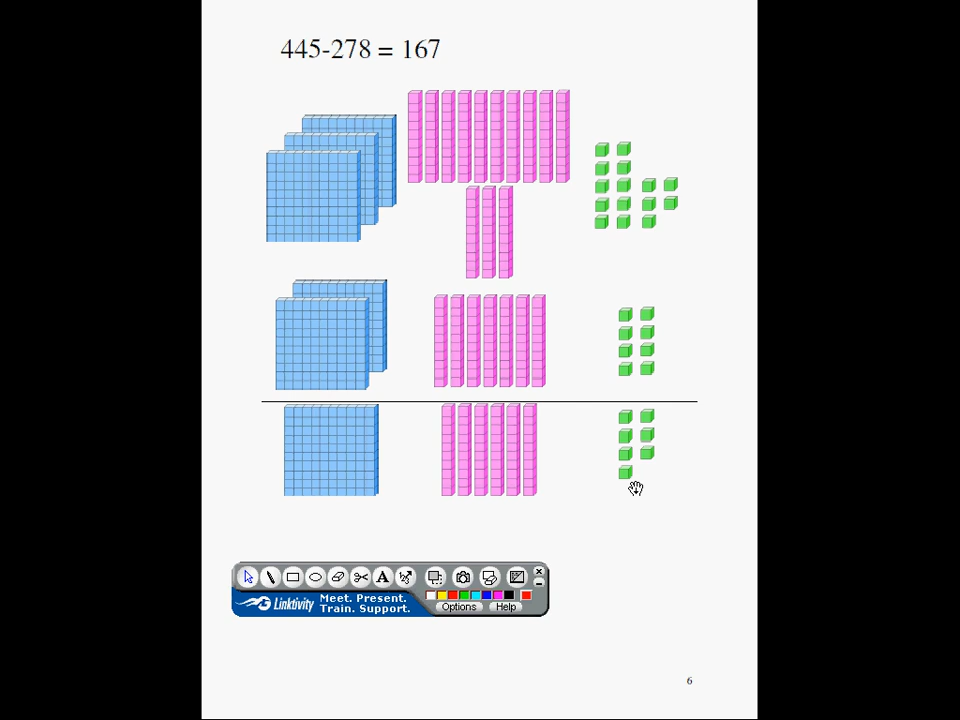 445-278 = 167
A
Linktivity
Meet. Present.
Train. Support.
Options
Help
6